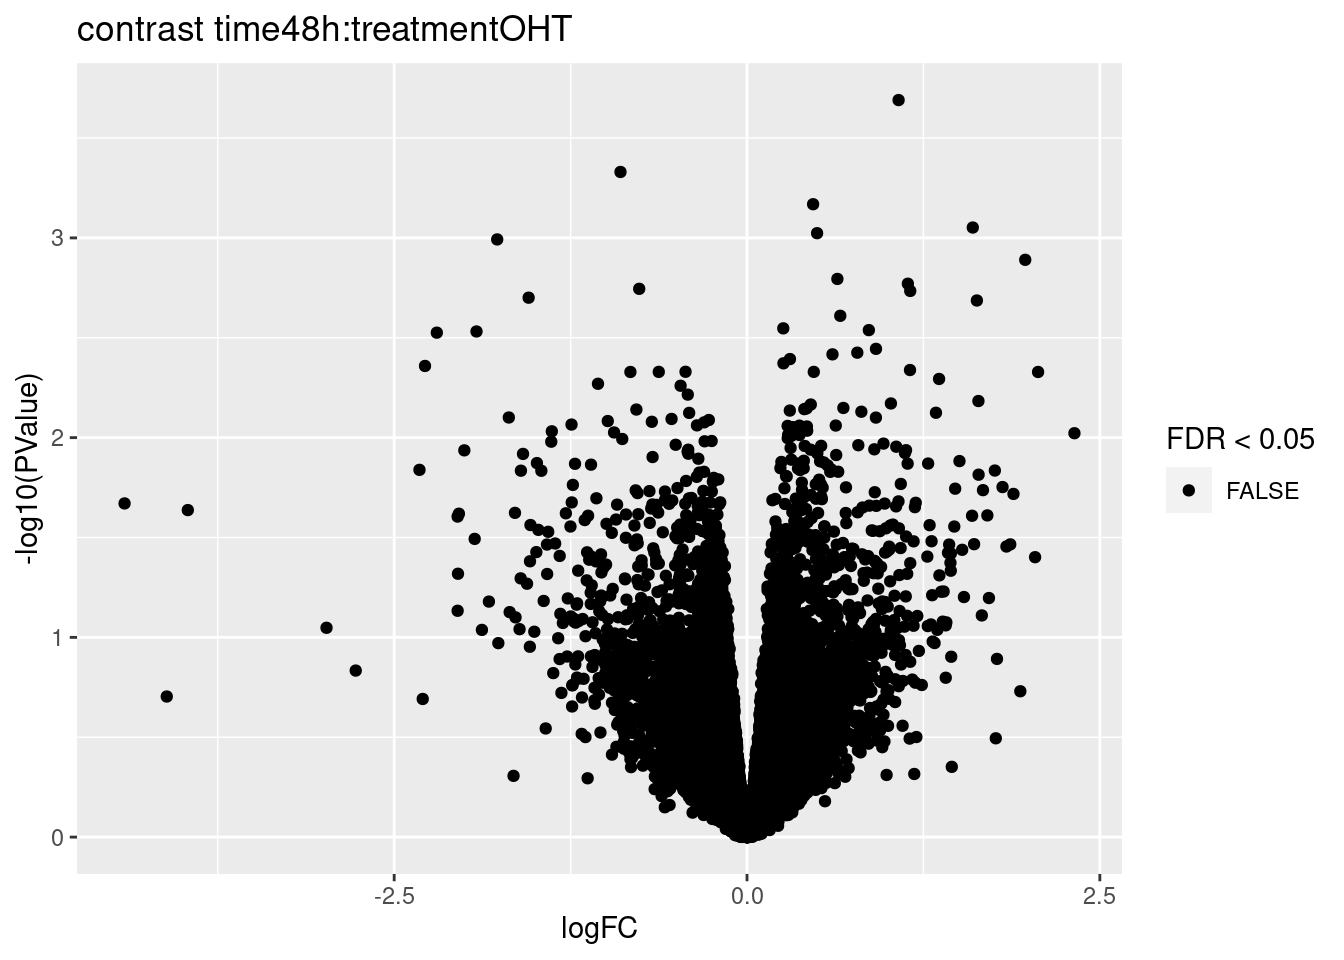 contrast time48h:treatmentOHT
3
2
1
0
-log10(PValue)
-2.5
0.0
2.5
logFC
FDR < 0.05
FALSE